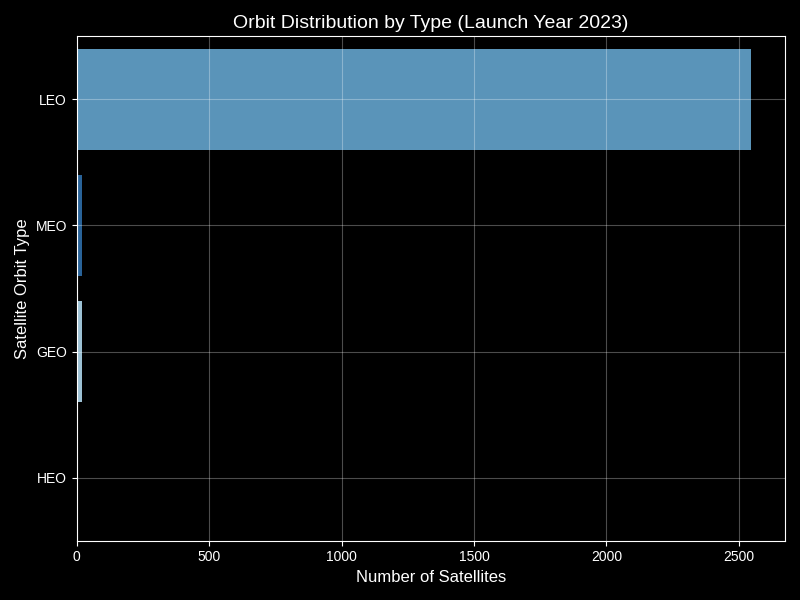 Orbit Distribution by Type (Launch Year 2023)
Satellite Orbit Type
LEO
MEO
GEO
HEO
0 500 1000 1500 2000 2500
Number of Satellites